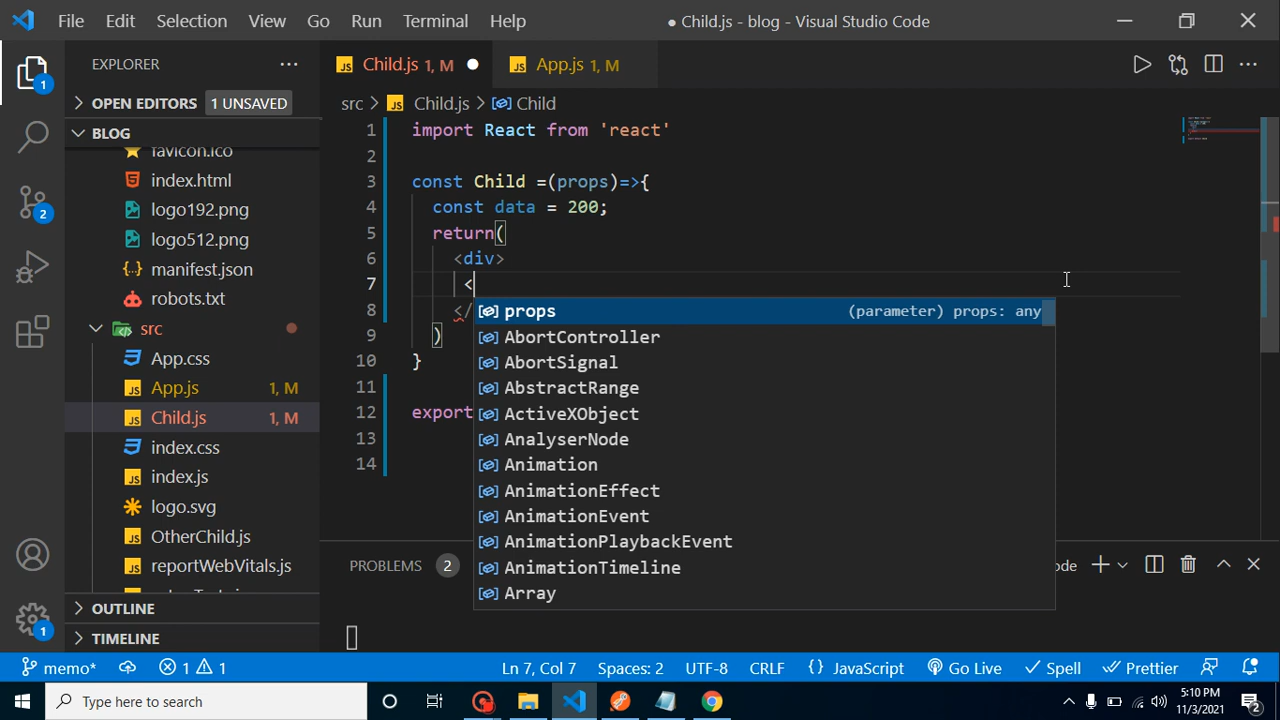 File Edit Selection View Go Run Terminal Help
● Child.js - blog - Visual Studio Code
EXPLORER
OPEN EDITORS 1 UNSAVED
BLOG
favicon.ico
index.html
logo192.png
logo512.png
manifest.json
robots.txt
src
App.css
App.js 1, M
Child.js 1, M
index.css
index.js
logo.svg
OtherChild.js
reportWebVitals.js
OUTLINE
TIMELINE
1
2
1
Child.js 1, M ●
App.js 1, M
src > Child.js > Child
1 import React from 'react'
2
3 const Child =(props)=>{
4 const data = 200;
5 return(
6 <div>
7 <
8 </
9 )
10 }
11
12 export
13
14
props (parameter) props: any
AbortController
AbortSignal
AbstractRange
ActiveXObject
AnalyserNode
Animation
AnimationEffect
AnimationEvent
AnimationPlaybackEvent
AnimationTimeline
Array
PROBLEMS 2
ode
memo* 1 1 Ln 7, Col 7 Spaces: 2 UTF-8 CRLF {} JavaScript Go Live Spell Prettier
Type here to search
5:10 PM
11/3/2021
2